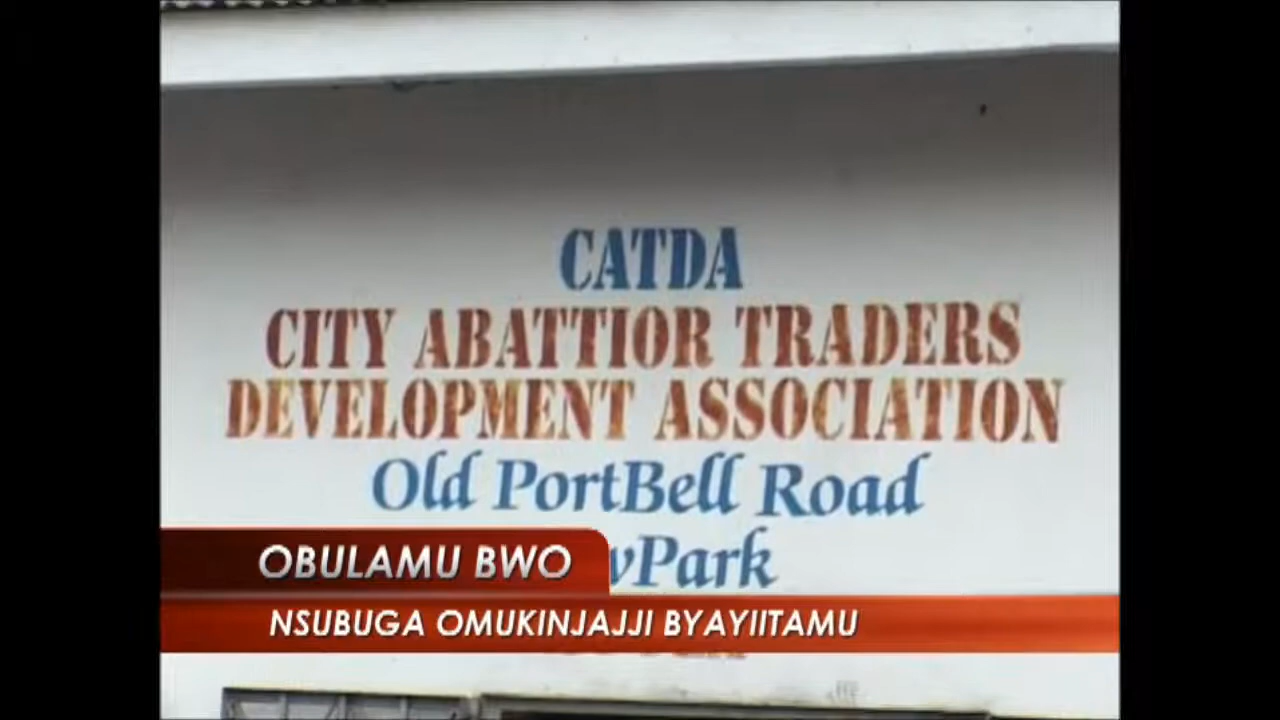 CATDA
CITY ABATTIOR TRADERS
DEVELOPMENT ASSOCIATION
Old PortBell Road
OBULAMU BWO
NSUBUGA OMUKINJAJJI BYAYIITAMU